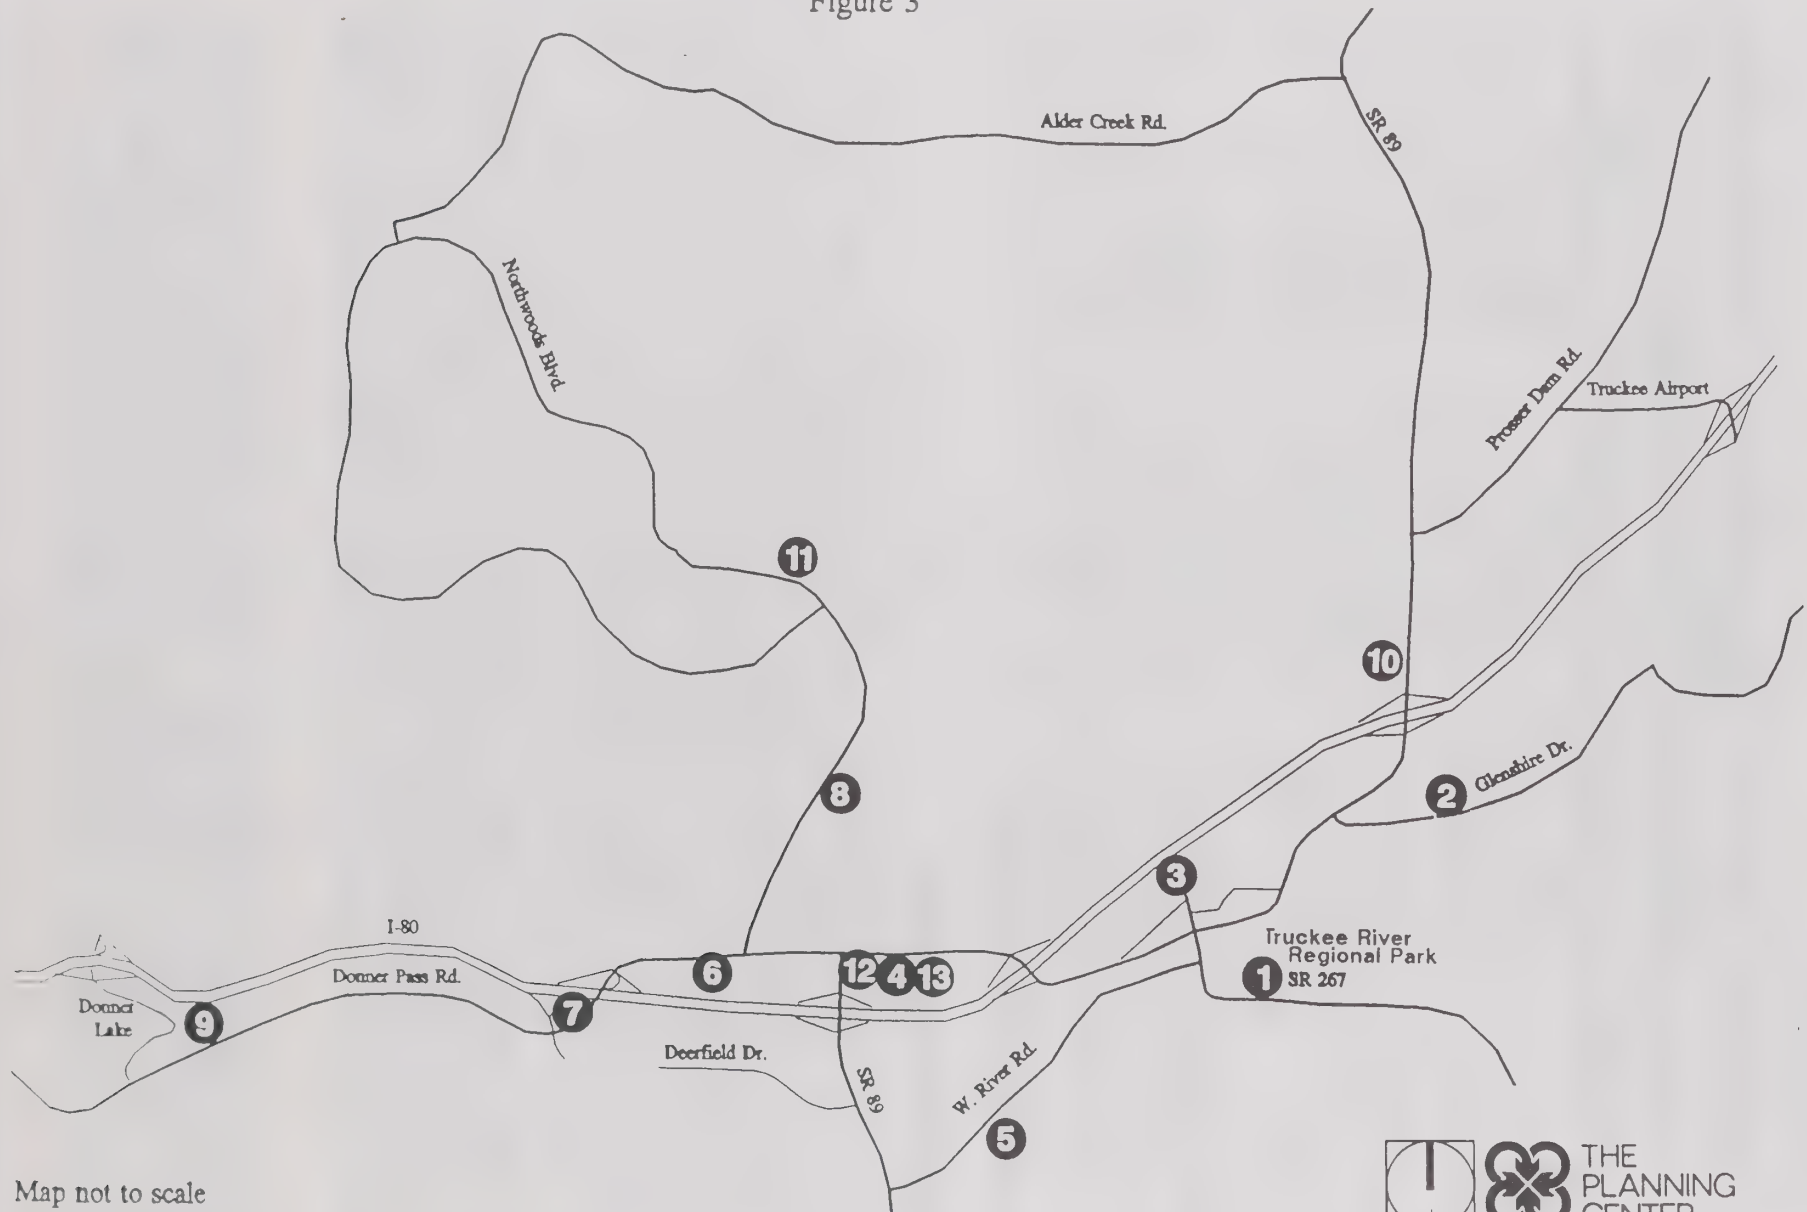 Figure 3
Alder Creek Rd.
SR 89
Northwoods Blvd.
Prosser Dam Rd.
Truckee Airport
11
10
8
2
Glenshire Dr.
3
I-80
Donner Pass Rd.
Truckee River
Regional Park
SR 267
1
6
12
4
13
Donner
Lake
9
7
Deerfield Dr.
SR 89
W. River Rd.
5
Map not to scale
THE
PLANNING
CENTER